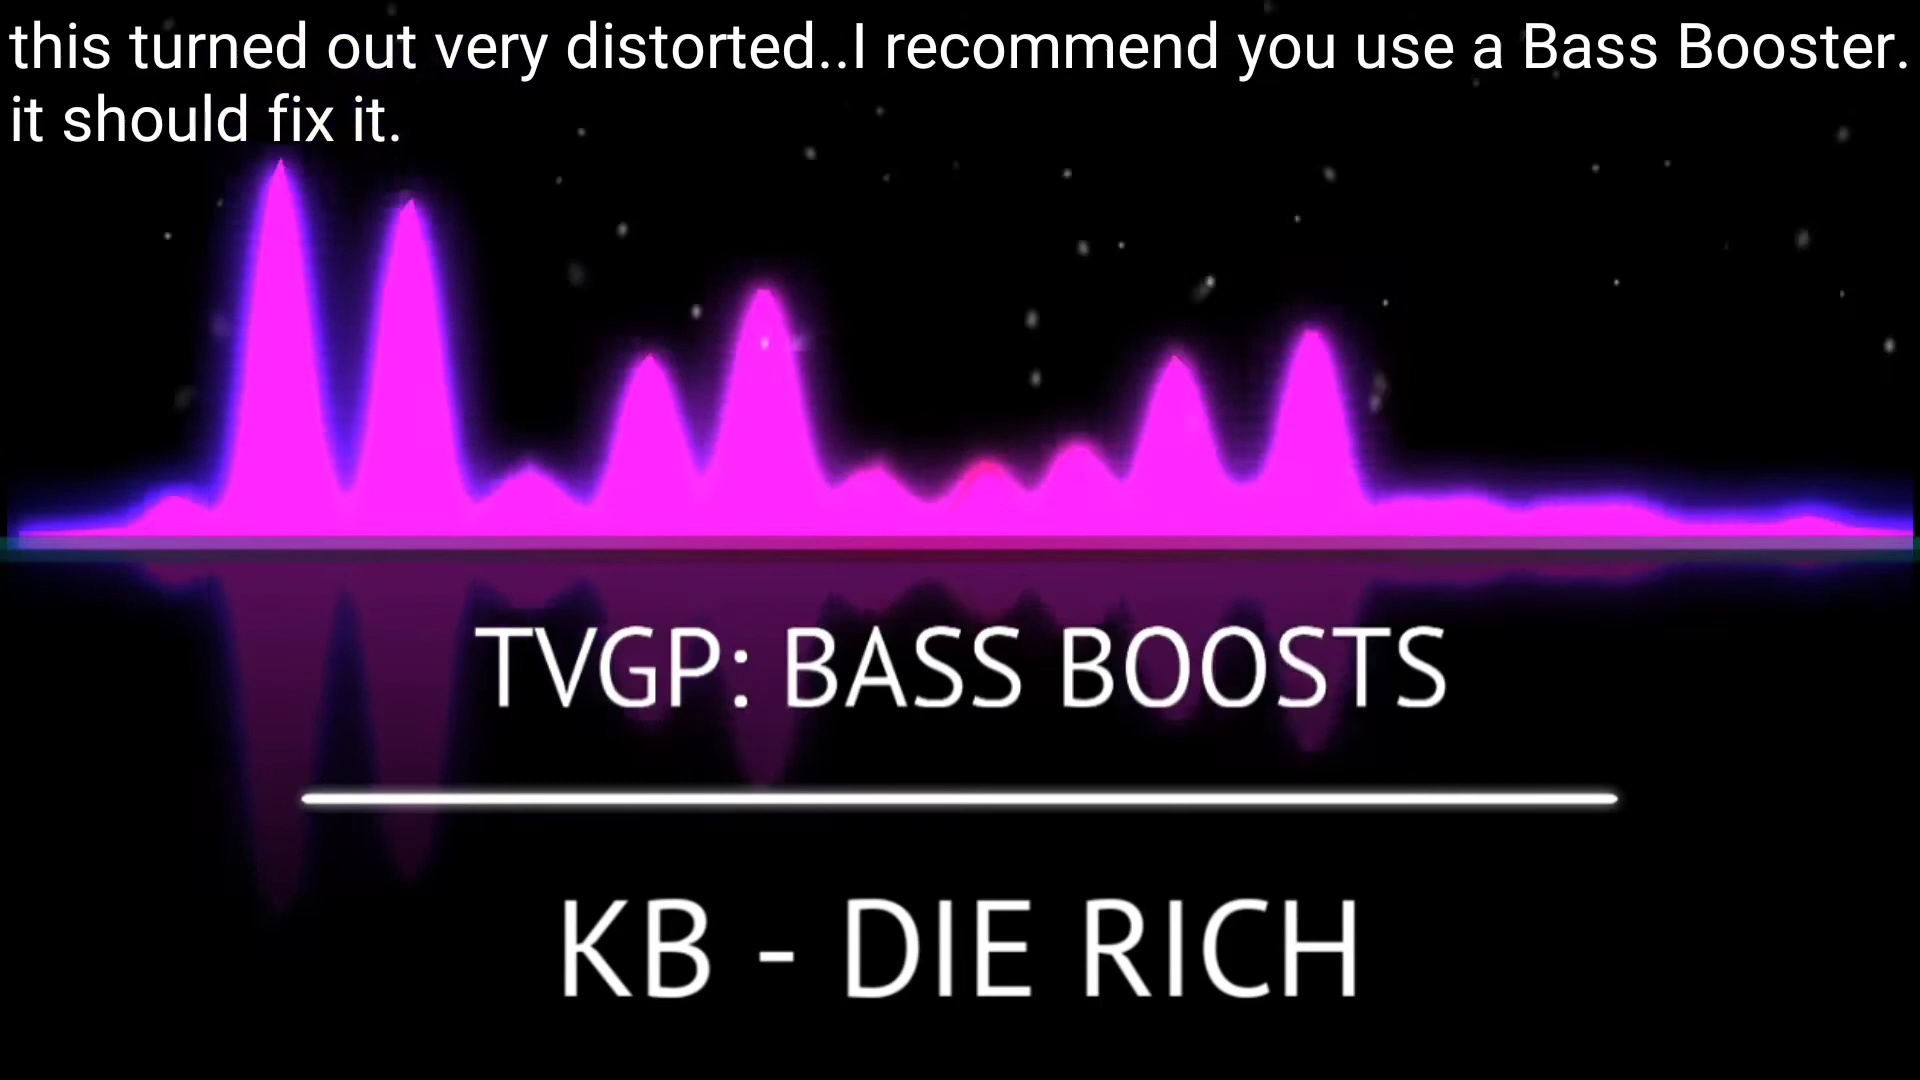 this turned out very distorted..I recommend you use a Bass Booster.
it should fix it.
TVGP: BASS BOOSTS
KB - DIE RICH